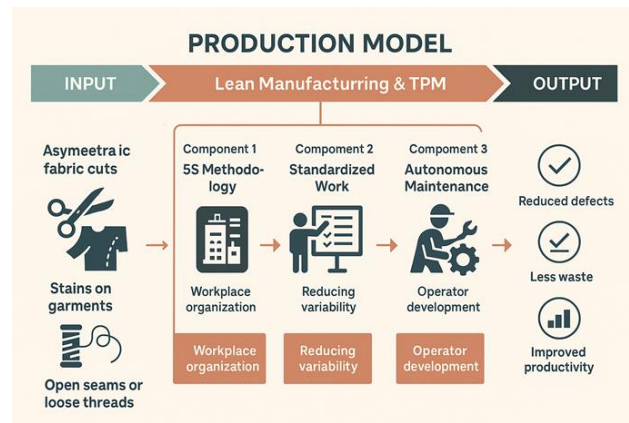 PRODUCTION MODEL
INPUT
Lean Manufacturring & TPM
OUTPUT
Asymeetra ic
fabric cuts
Stains on
garments
Open seams or
loose threads
Component 1
5S Methodo-
logy
Workplace
organization
Workplace
organization
Compoment 2
Standardized
Work
Reducing
variability
Reducing
variability
Component 3
Autonomous
Maintenance
Operator
development
Operator
development
Reduced defects
Less waste
Improved
productivity